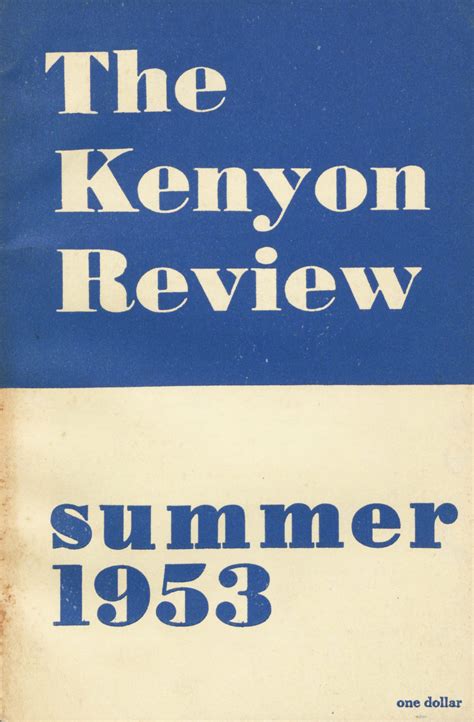 The
Kenyon
Review
summer
1953
one dollar